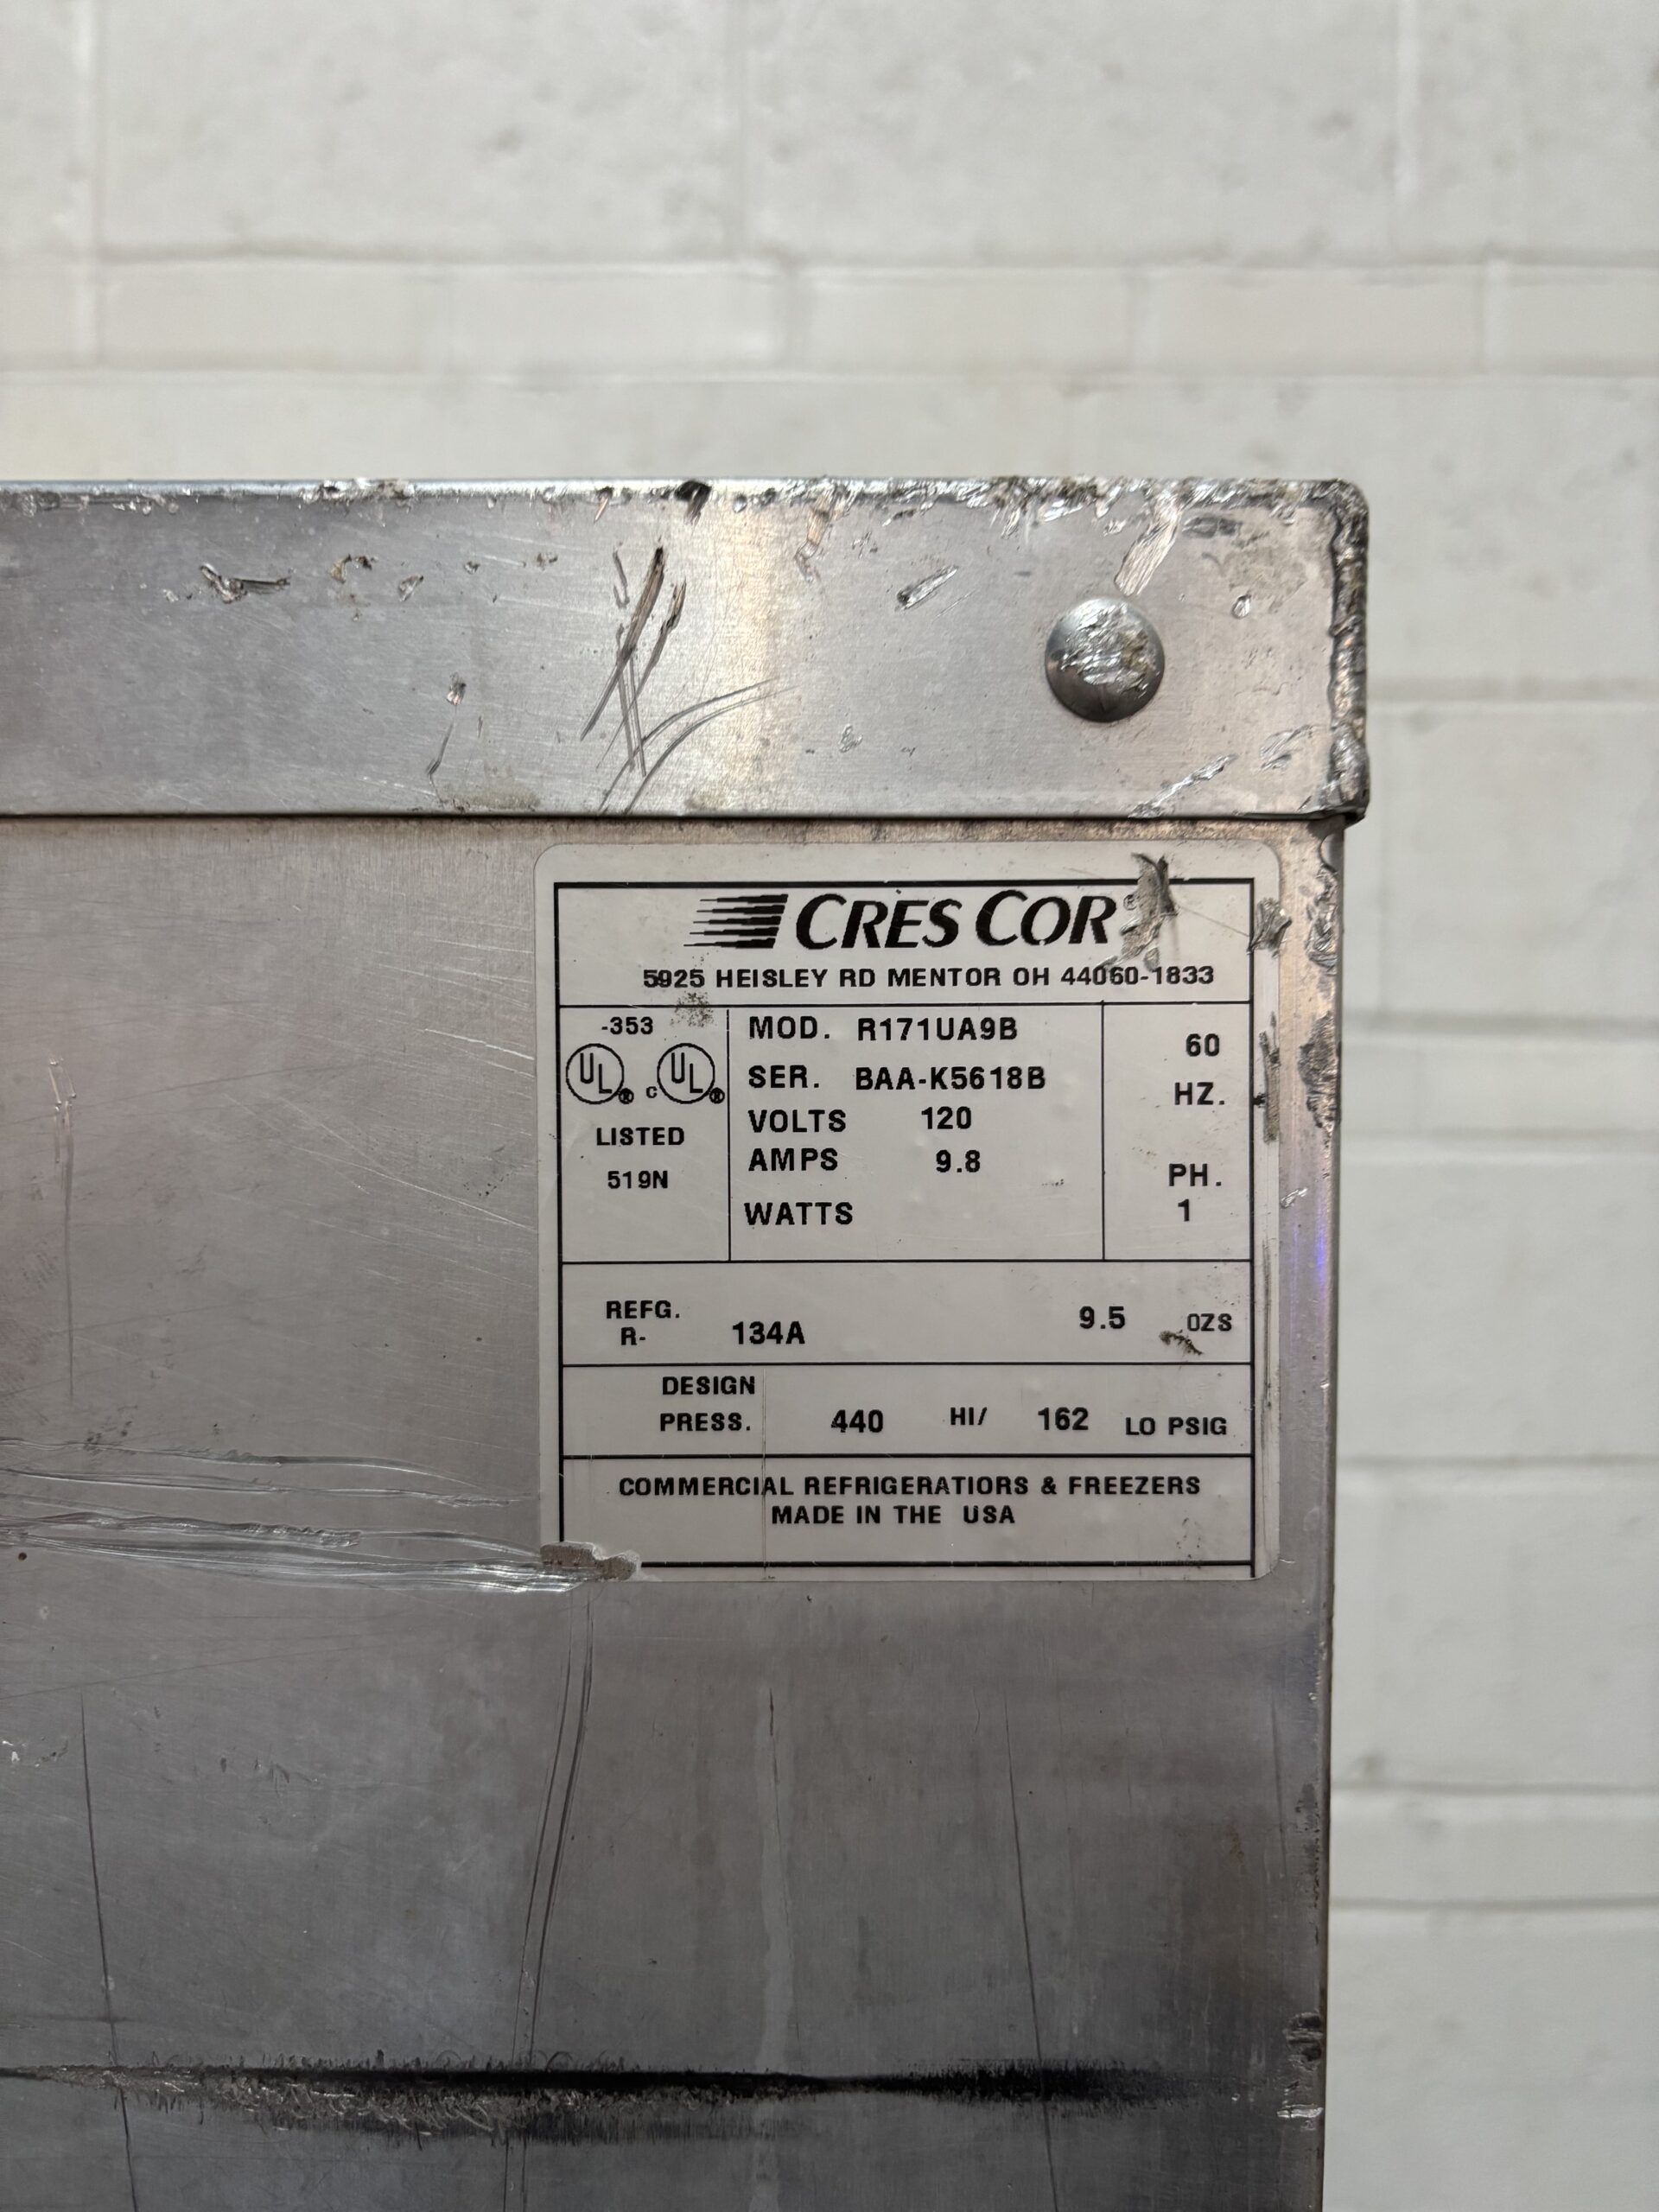 CRES COR®
5925 HEISLEY RD MENTOR OH 44060-1833
-353
UL® c UL®
LISTED
519N
MOD. R171UA9B
SER. BAA-K5618B
VOLTS 120
AMPS 9.8
WATTS
60
HZ.
PH.
1
REFG.
R- 134A 9.5 OZS
DESIGN
PRESS. 440 HI/ 162 LO PSIG
COMMERCIAL REFRIGERATIORS & FREEZERS
MADE IN THE USA